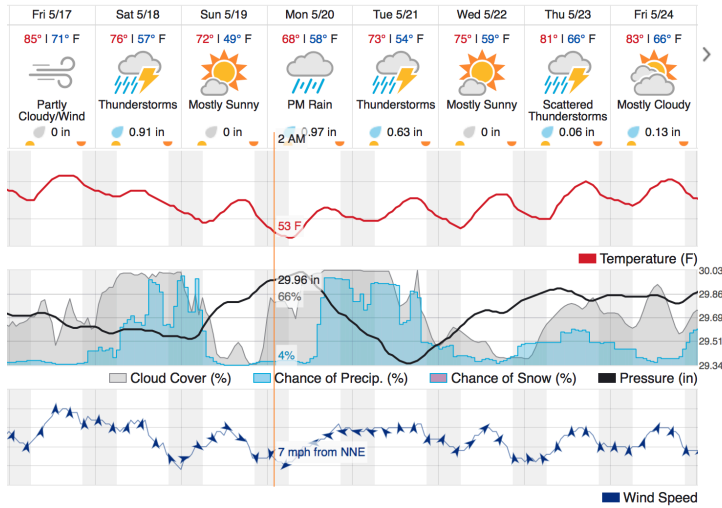 Fri 5/17 Sat 5/18 Sun 5/19 Mon 5/20 Tue 5/21 Wed 5/22 Thu 5/23 Fri 5/24
85° | 71° F 76° | 57° F 72° | 49° F 68° | 58° F 73° | 54° F 75° | 59° F 81° | 66° F 83° | 66° F
Partly Thunderstorms Mostly Sunny PM Rain Thunderstorms Mostly Sunny Scattered Mostly Cloudy
Cloudy/Wind Thunderstorms
0 in 0.91 in 0 in 0.97 in 0.63 in 0 in 0.06 in 0.13 in
2 AM
53 F
Temperature (F)
30.03
29.96 in
29.86
66%
29.69
29.51
4%
29.34
Cloud Cover (%) Chance of Precip. (%) Chance of Snow (%) Pressure (in)
7 mph from NNE
Wind Speed